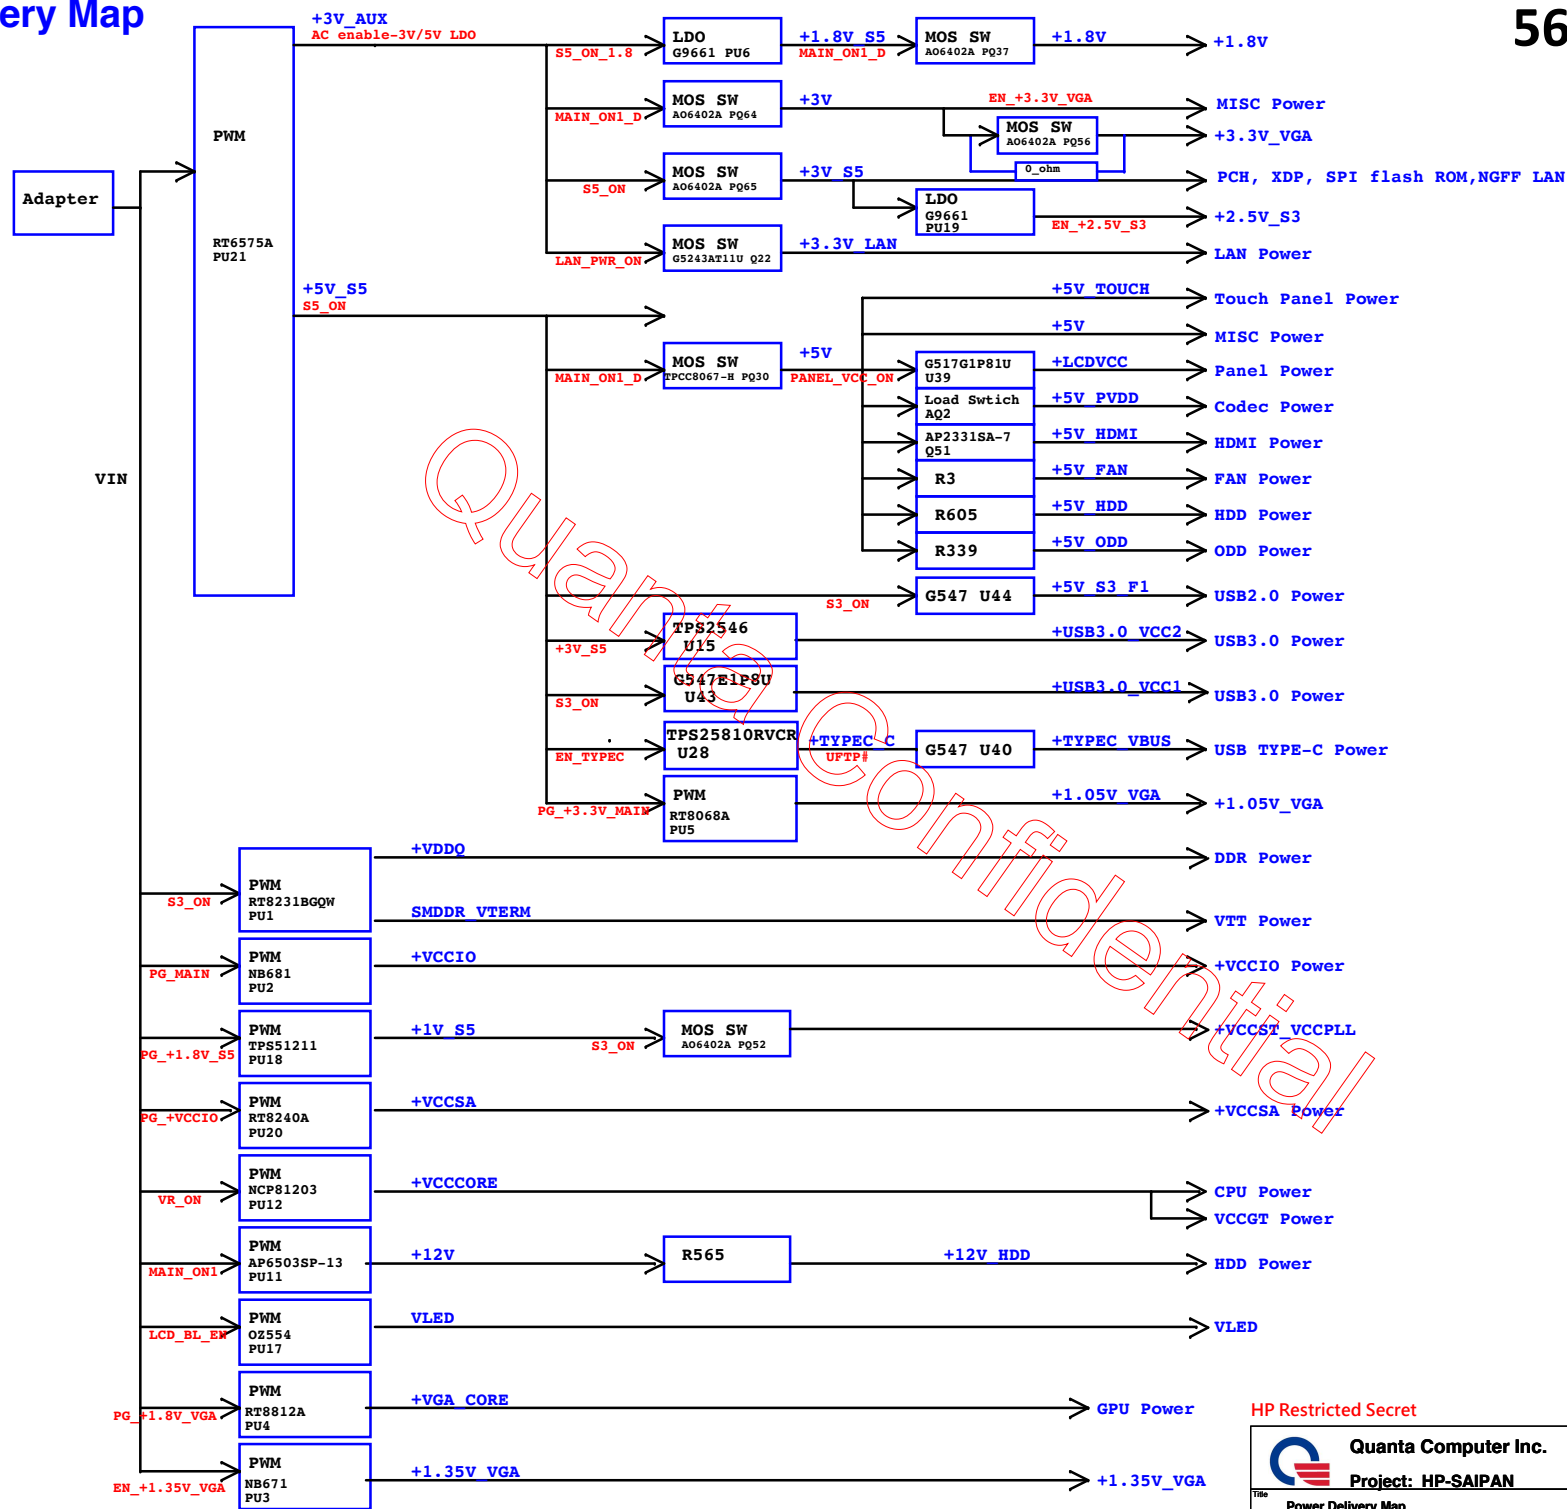 ery Map
56
+3V_AUX
AC enable-3V/5V LDO
PWM
RT6575A
PU21
Adapter
VIN
+5V_S5
S5_ON
S5_ON_1.8
LDO
G9661 PU6
+1.8V_S5
MAIN_ON1_D
MOS SW
AO6402A PQ37
+1.8V
+1.8V
MAIN_ON1_D
MOS SW
AO6402A PQ64
+3V
EN_+3.3V_VGA
MISC Power
MOS SW
AO6402A PQ56
0_ohm
+3.3V_VGA
S5_ON
MOS SW
AO6402A PQ65
+3V_S5
PCH, XDP, SPI flash ROM,NGFF LAN
LDO
G9661
PU19
EN_+2.5V_S3
+2.5V_S3
LAN_PWR_ON
MOS SW
G5243AT11U Q22
+3.3V_LAN
LAN Power
+5V_TOUCH
Touch Panel Power
+5V
MISC Power
MAIN_ON1_D
MOS SW
TPCC8067-H PQ30
+5V
PANEL_VCC_ON
G517G1P81U
U39
+LCDVCC
Panel Power
Load Swtich
AQ2
+5V_PVDD
Codec Power
AP2331SA-7
Q51
+5V_HDMI
HDMI Power
R3
+5V_FAN
FAN Power
R605
+5V_HDD
HDD Power
R339
+5V_ODD
ODD Power
S3_ON
G547 U44
+5V_S3_F1
USB2.0 Power
+3V_S5
TPS2546
U15
+USB3.0_VCC2
USB3.0 Power
S3_ON
G547E1P8U
U43
+USB3.0_VCC1
USB3.0 Power
EN_TYPEC
TPS25810RVCR
U28
+TYPEC_C
UFTP#
G547 U40
+TYPEC_VBUS
USB TYPE-C Power
PG_+3.3V_MAIN
PWM
RT8068A
PU5
+1.05V_VGA
+1.05V_VGA
S3_ON
PWM
RT8231BGQW
PU1
+VDDQ
DDR Power
SMDDR_VTERM
VTT Power
PG_MAIN
PWM
NB681
PU2
+VCCIO
+VCCIO Power
PG_+1.8V_S5
PWM
TPS51211
PU18
+1V_S5
S3_ON
MOS SW
AO6402A PQ52
+VCCST_VCCPLL
PG_+VCCIO
PWM
RT8240A
PU20
+VCCSA
+VCCSA Power
VR_ON
PWM
NCP81203
PU12
+VCCCORE
CPU Power
VCCGT Power
MAIN_ON1
PWM
AP6503SP-13
PU11
+12V
R565
+12V_HDD
HDD Power
LCD_BL_EN
PWM
OZ554
PU17
VLED
VLED
PG_+1.8V_VGA
PWM
RT8812A
PU4
+VGA_CORE
GPU Power
EN_+1.35V_VGA
PWM
NB671
PU3
+1.35V_VGA
+1.35V_VGA
Quanta Confidential
HP Restricted Secret
Quanta Computer Inc.
Project: HP-SAIPAN
Title
Power Delivery Map